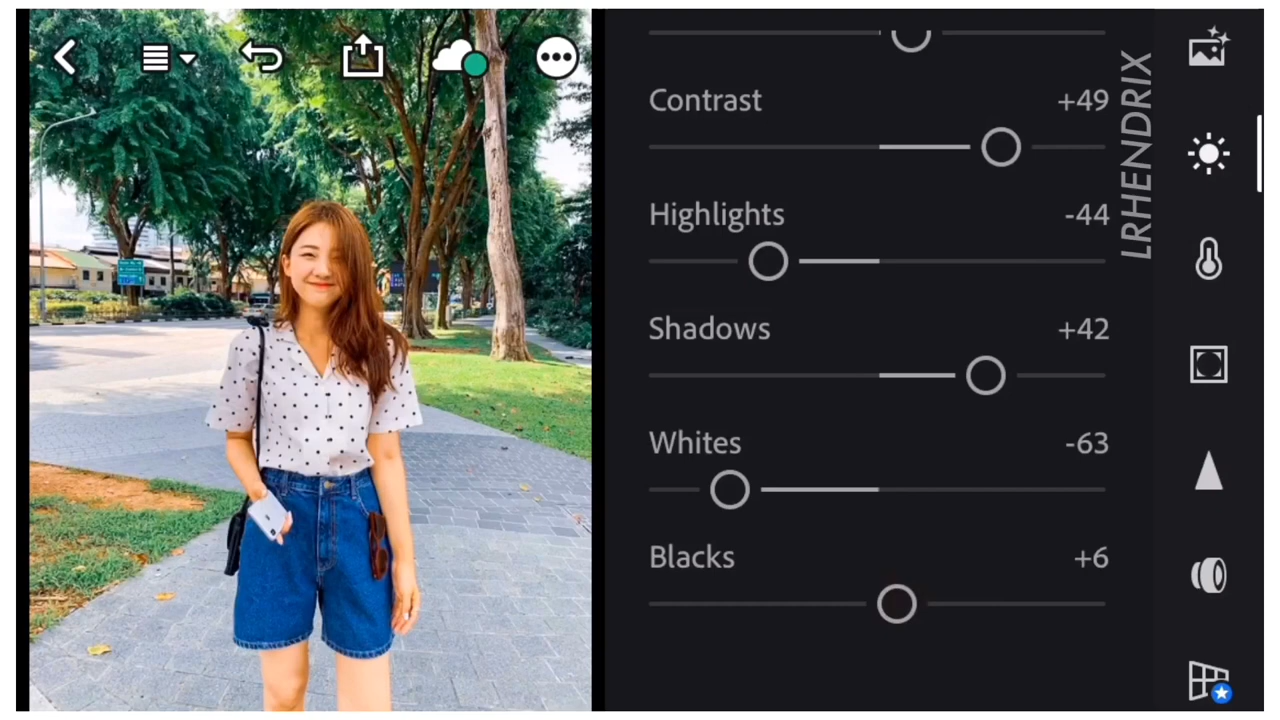 Contrast +49
LRHENDRIX
Highlights -44
Shadows +42
Whites -63
Blacks +6